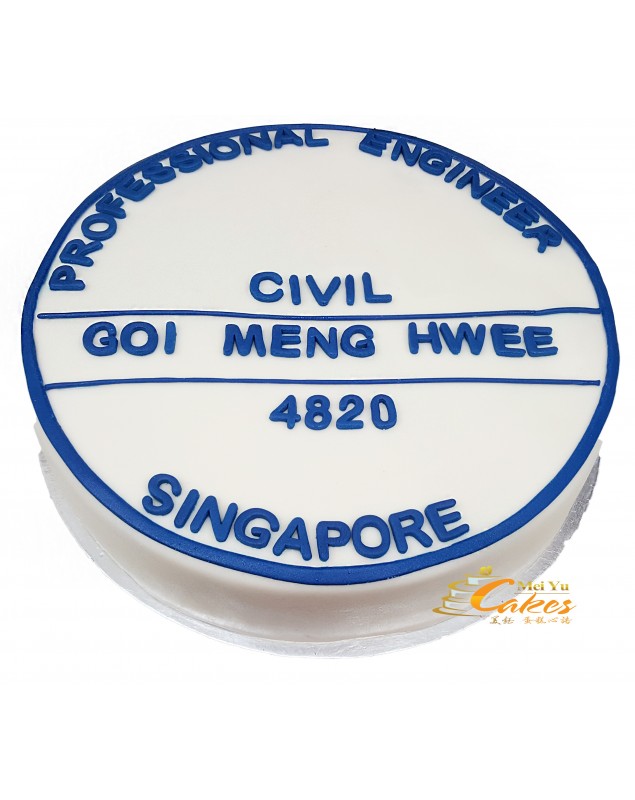 PROFESSIONAL ENGINEER
CIVIL
GOI MENG HWEE
4820
SINGAPORE
Mei Yu
Cakes